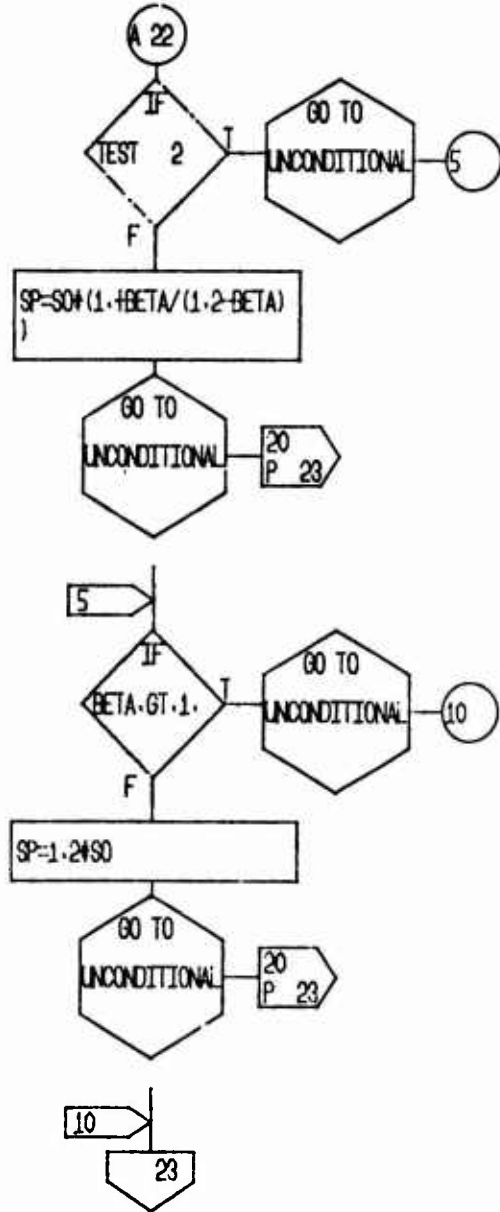 A 22
IF
TEST 2
T
GO TO
UNCONDITIONAL
5
F
SP=SO*(1.+BETA/(1.2-BETA)
)
GO TO
UNCONDITIONAL
20
P 23
5
IF
BETA.GT.1.
T
GO TO
UNCONDITIONAL
10
F
SP=1.2*SO
GO TO
UNCONDITIONAL
20
P 23
10
23